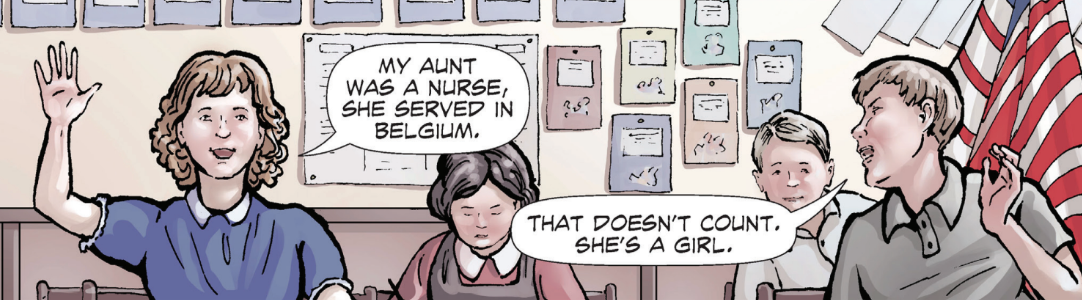 MY AUNT
WAS A NURSE,
SHE SERVED IN
BELGIUM.
THAT DOESN'T COUNT.
SHE'S A GIRL.